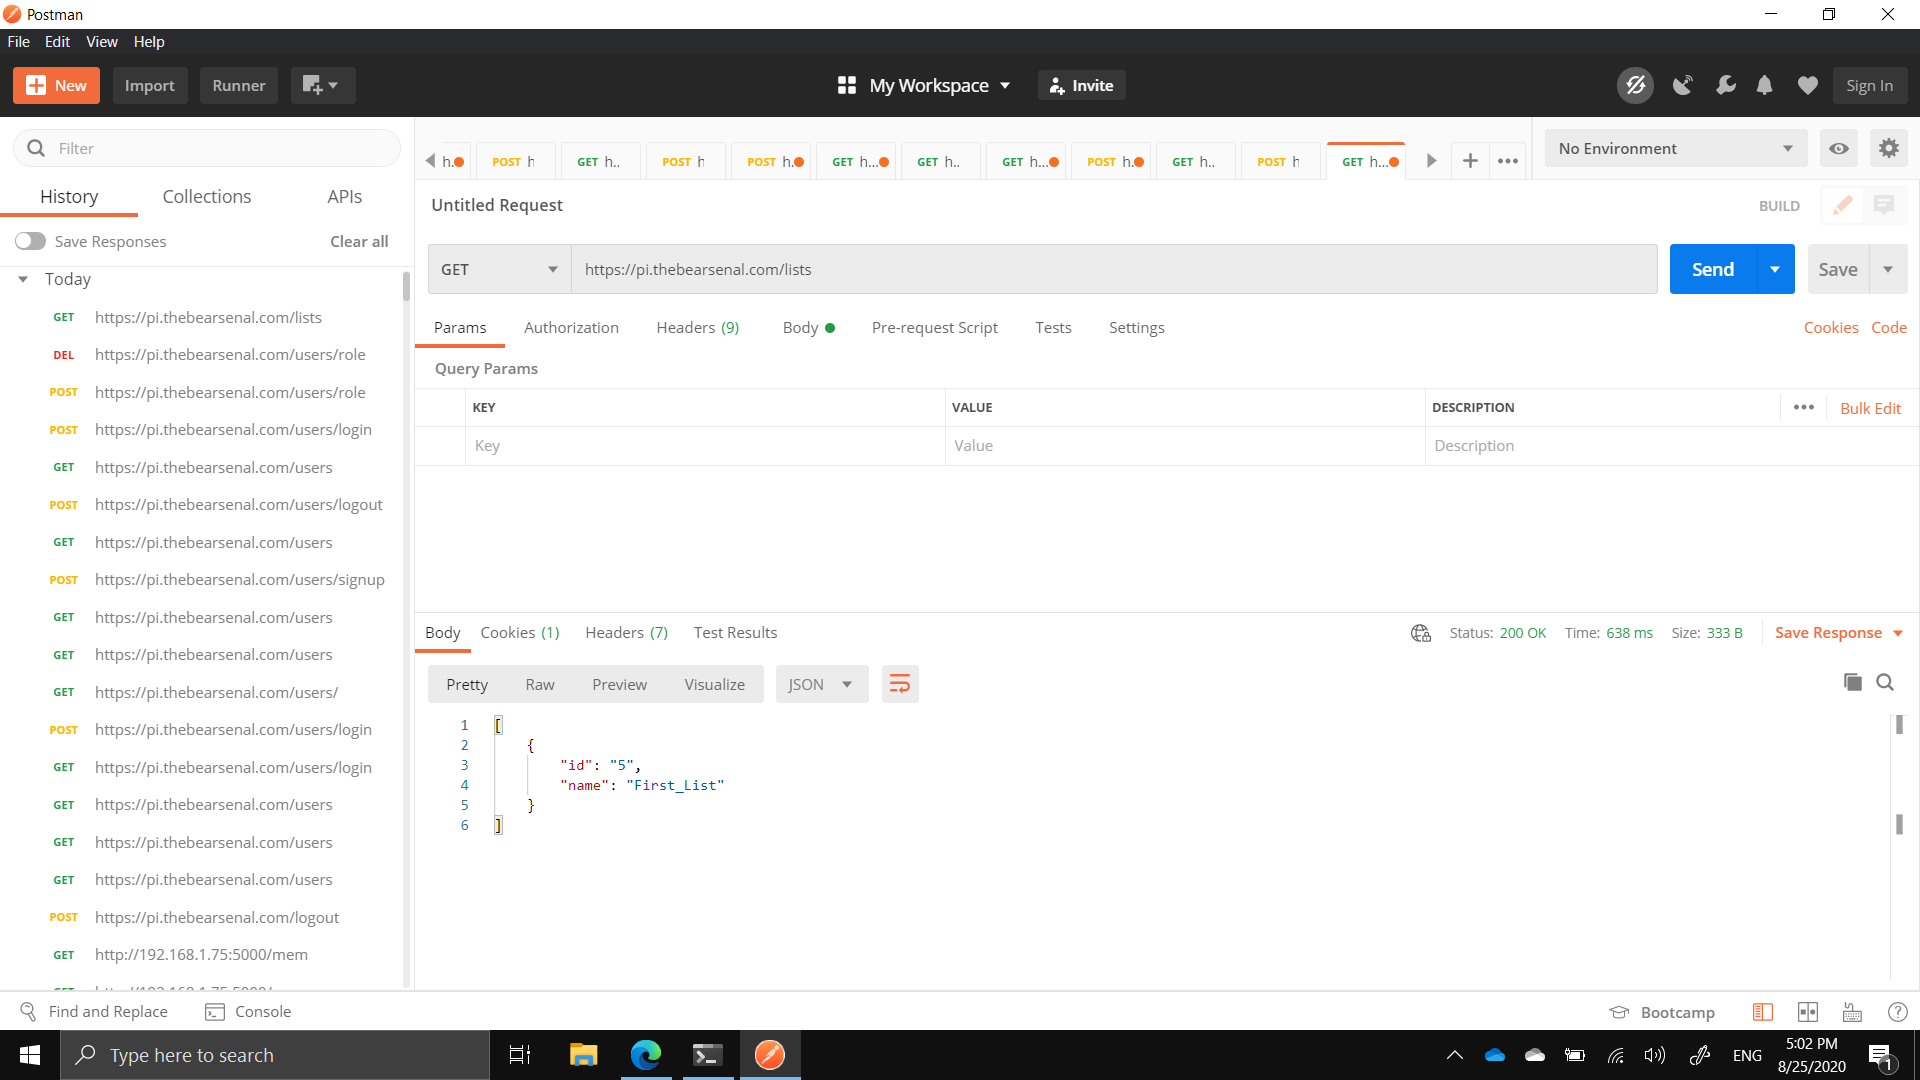 Postman
File Edit View Help
New Import Runner My Workspace Invite Sign In
Filter
History Collections APIs
Save Responses Clear all
Today
GET https://pi.thebearsenal.com/lists
DEL https://pi.thebearsenal.com/users/role
POST https://pi.thebearsenal.com/users/role
POST https://pi.thebearsenal.com/users/login
GET https://pi.thebearsenal.com/users
POST https://pi.thebearsenal.com/users/logout
GET https://pi.thebearsenal.com/users
POST https://pi.thebearsenal.com/users/signup
GET https://pi.thebearsenal.com/users
GET https://pi.thebearsenal.com/users
GET https://pi.thebearsenal.com/users/
POST https://pi.thebearsenal.com/users/login
GET https://pi.thebearsenal.com/users/login
GET https://pi.thebearsenal.com/users
GET https://pi.thebearsenal.com/users
GET https://pi.thebearsenal.com/users
POST https://pi.thebearsenal.com/logout
GET http://192.168.1.75:5000/mem
h. POST h GET h.. POST h POST h. GET h... GET h.. GET h... POST h. GET h.. POST h GET h...
No Environment
Untitled Request BUILD
GET https://pi.thebearsenal.com/lists Send Save
Params Authorization Headers (9) Body Pre-request Script Tests Settings Cookies Code
Query Params
KEY VALUE DESCRIPTION Bulk Edit
Key Value Description
Body Cookies (1) Headers (7) Test Results Status: 200 OK Time: 638 ms Size: 333 B Save Response
Pretty Raw Preview Visualize JSON
1 [
2 {
3 "id": "5",
4 "name": "First_List"
5 }
6 ]
Find and Replace Console Bootcamp
Type here to search ENG 5:02 PM
8/25/2020 1